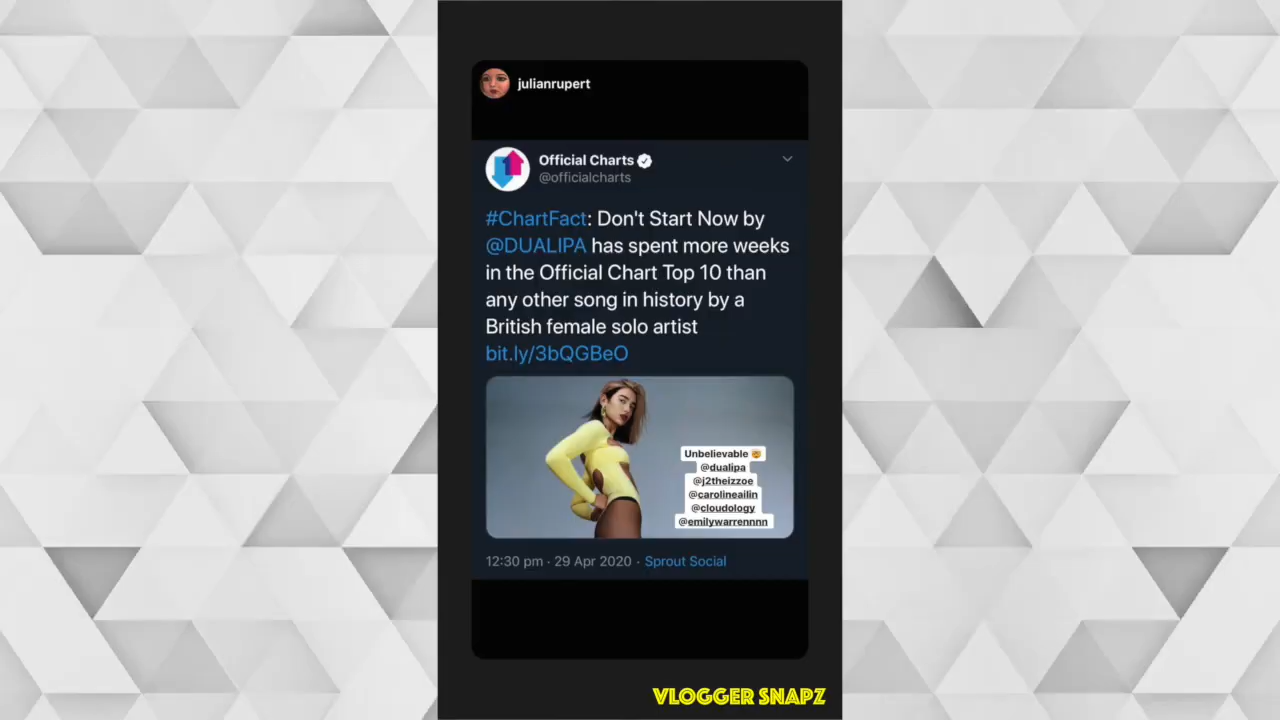 julianrupert
Official Charts
@officialcharts
#ChartFact: Don't Start Now by
@DUALIPA has spent more weeks
in the Official Chart Top 10 than
any other song in history by a
British female solo artist
bit.ly/3bQGBeO
Unbelievable 🤯
@dualipa
@j2theizzoe
@carolineailin
@cloudology
@emilywarrennnn
12:30 pm · 29 Apr 2020 · Sprout Social
VLOGGER SNAPZ